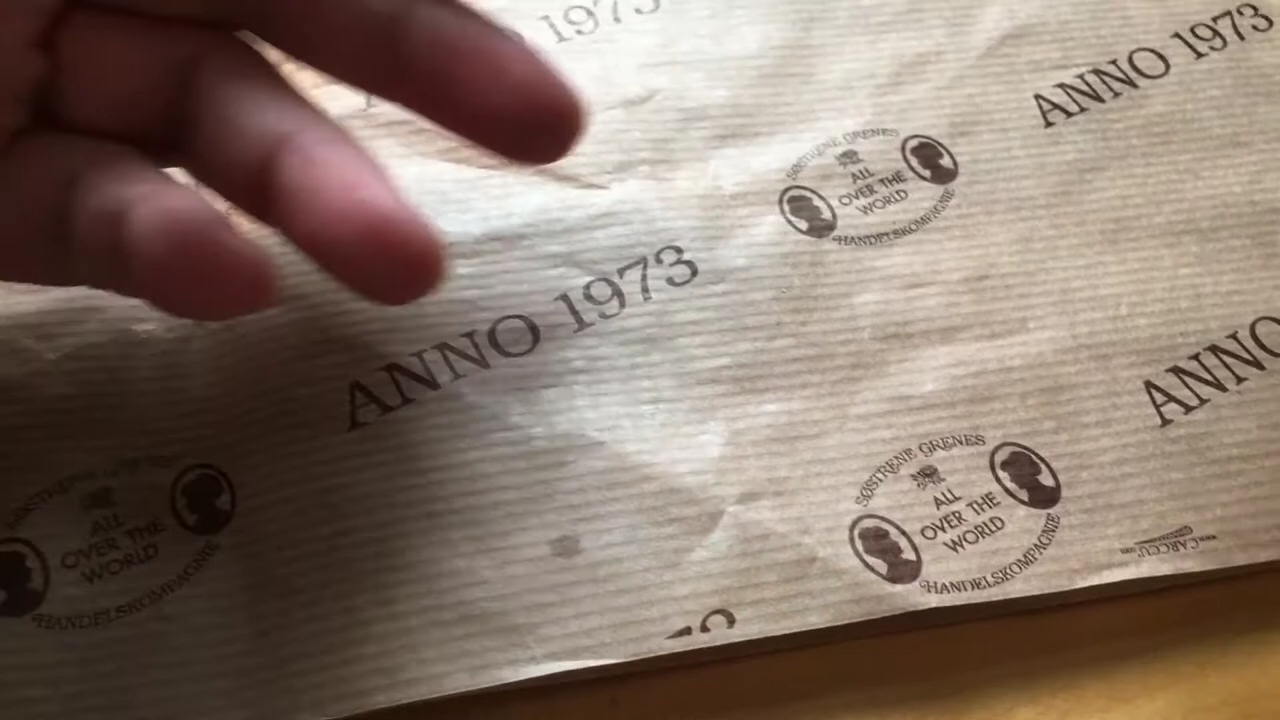 1973
ANNO 1973
SØSTRENE GRENES
ALL
OVER THE
WORLD
HANDELSKOMPAGNIE
ANNO 1973
ANNO
SØSTRENE GRENES
ALL
OVER THE
WORLD
HANDELSKOMPAGNIE
ALL
OVER THE
WORLD
HANDELSKOMPAGNIE